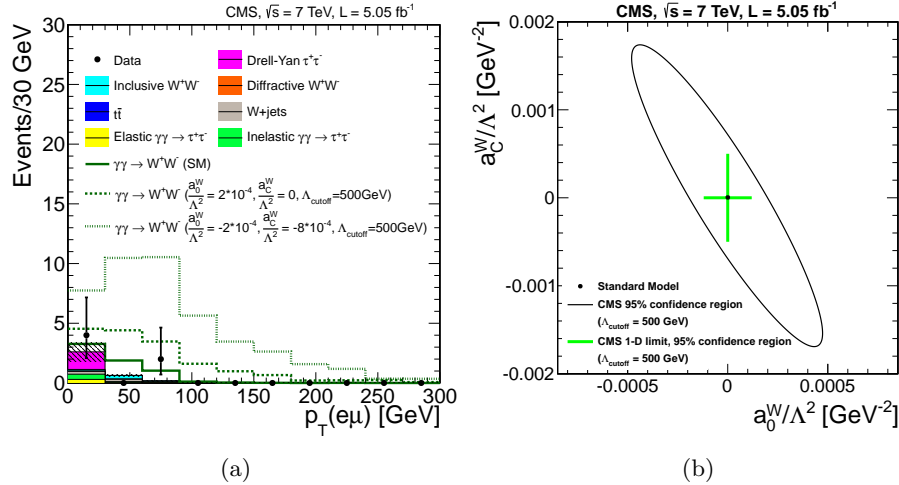 CMS, √s = 7 TeV, L = 5.05 fb⁻¹
Events/30 GeV
30
25
20
15
10
5
0
Data
Drell-Yan τ⁺τ⁻
Inclusive W⁺W⁻
Diffractive W⁺W⁻
tt̄
W+jets
Elastic γγ → τ⁺τ⁻
Inelastic γγ → τ⁺τ⁻
γγ → W⁺W⁻ (SM)
γγ → W⁺W⁻ (a₀ᵂ/Λ² = 2*10⁻⁴, a_Cᵂ/Λ² = 0, Λcutoff = 500GeV)
γγ → W⁺W⁻ (a₀ᵂ/Λ² = -2*10⁻⁴, a_Cᵂ/Λ² = -8*10⁻⁴, Λcutoff = 500GeV)
0 50 100 150 200 250 300
p_T(eμ) [GeV]
(a)
CMS, √s = 7 TeV, L = 5.05 fb⁻¹
a_Cᵂ/Λ² [GeV⁻²]
0.002
0.001
0
-0.001
-0.002
Standard Model
CMS 95% confidence region
(Λcutoff = 500 GeV)
CMS 1-D limit, 95% confidence region
(Λcutoff = 500 GeV)
-0.0005 0 0.0005
a₀ᵂ/Λ² [GeV⁻²]
(b)